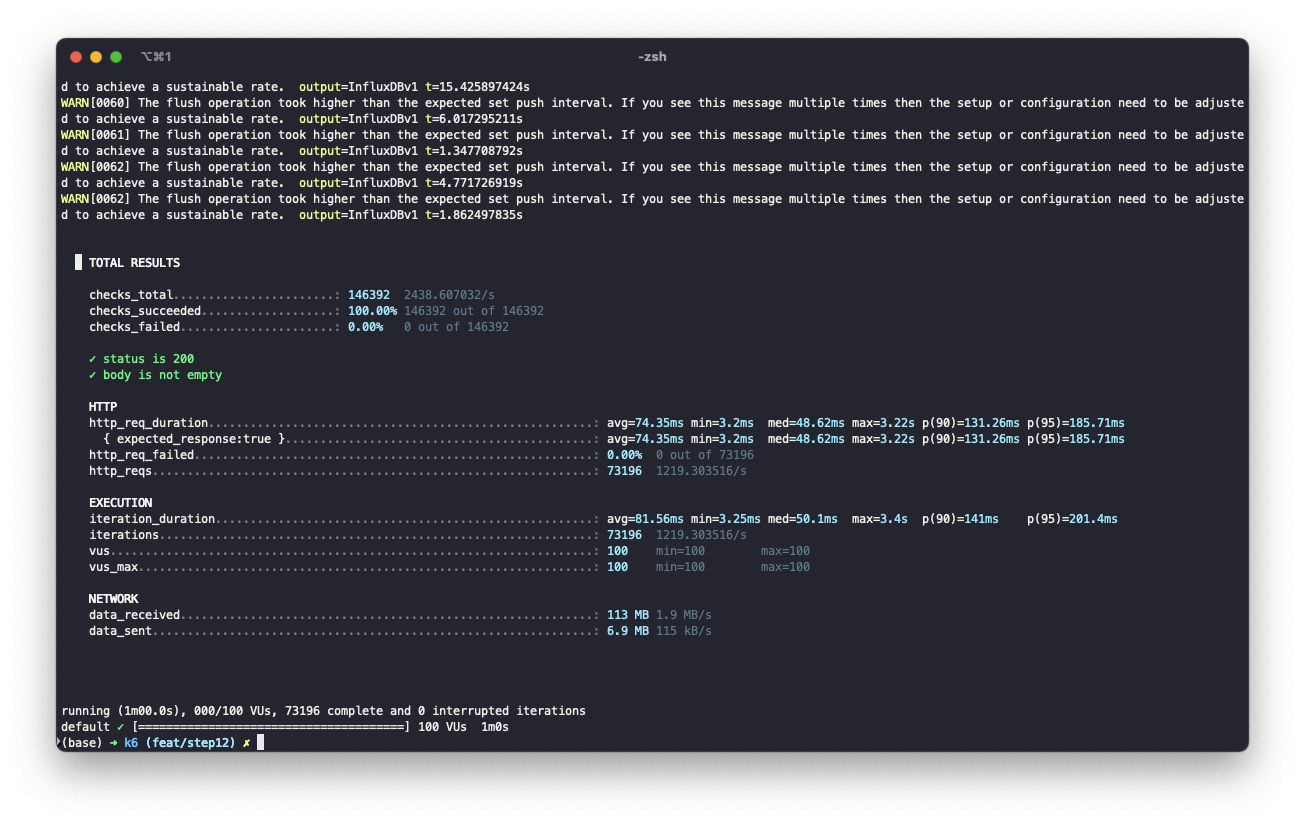 ⌥⌘1
-zsh
d to achieve a sustainable rate.  output=InfluxDBv1 t=15.425897424s
WARN[0060] The flush operation took higher than the expected set push interval. If you see this message multiple times then the setup or configuration need to be adjuste
d to achieve a sustainable rate.  output=InfluxDBv1 t=6.017295211s
WARN[0061] The flush operation took higher than the expected set push interval. If you see this message multiple times then the setup or configuration need to be adjuste
d to achieve a sustainable rate.  output=InfluxDBv1 t=1.347708792s
WARN[0062] The flush operation took higher than the expected set push interval. If you see this message multiple times then the setup or configuration need to be adjuste
d to achieve a sustainable rate.  output=InfluxDBv1 t=4.771726919s
WARN[0062] The flush operation took higher than the expected set push interval. If you see this message multiple times then the setup or configuration need to be adjuste
d to achieve a sustainable rate.  output=InfluxDBv1 t=1.862497835s
█ TOTAL RESULTS
checks_total.......................: 146392  2438.607032/s
checks_succeeded...................: 100.00% 146392 out of 146392
checks_failed......................: 0.00%   0 out of 146392
✓ status is 200
✓ body is not empty
HTTP
http_req_duration.......................................................: avg=74.35ms min=3.2ms  med=48.62ms max=3.22s p(90)=131.26ms p(95)=185.71ms
{ expected_response:true }............................................: avg=74.35ms min=3.2ms  med=48.62ms max=3.22s p(90)=131.26ms p(95)=185.71ms
http_req_failed.........................................................: 0.00%  0 out of 73196
http_reqs...............................................................: 73196  1219.303516/s
EXECUTION
iteration_duration......................................................: avg=81.56ms min=3.25ms med=50.1ms  max=3.4s  p(90)=141ms    p(95)=201.4ms
iterations..............................................................: 73196  1219.303516/s
vus.....................................................................: 100    min=100        max=100
vus_max.................................................................: 100    min=100        max=100
NETWORK
data_received...........................................................: 113 MB 1.9 MB/s
data_sent...............................................................: 6.9 MB 115 kB/s
running (1m00.0s), 000/100 VUs, 73196 complete and 0 interrupted iterations
default ✓ [======================================] 100 VUs  1m0s
(base) ➜ k6 (feat/step12) ✗